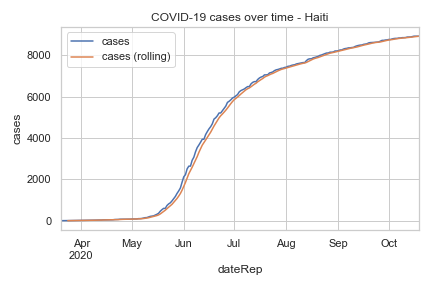 COVID-19 cases over time - Haiti
cases
cases (rolling)
8000
6000
4000
2000
0
cases
Apr
2020
May
Jun
Jul
Aug
Sep
Oct
dateRep